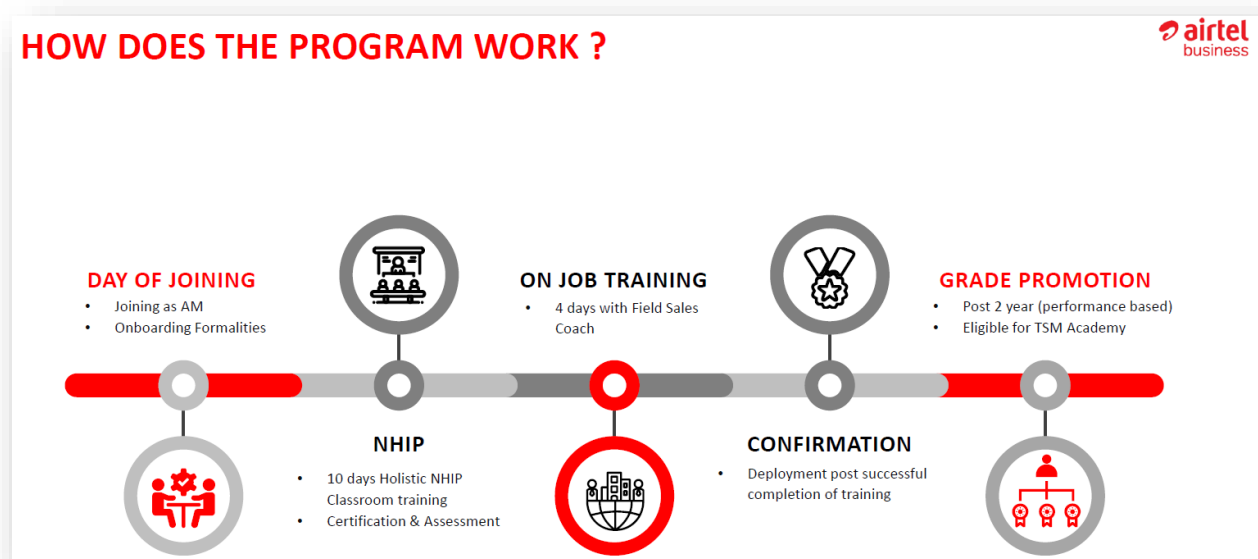 HOW DOES THE PROGRAM WORK ?
airtel
business
DAY OF JOINING
• Joining as AM
• Onboarding Formalities
NHIP
• 10 days Holistic NHIP
Classroom training
• Certification & Assessment
ON JOB TRAINING
• 4 days with Field Sales
Coach
CONFIRMATION
• Deployment post successful
completion of training
GRADE PROMOTION
• Post 2 year (performance based)
• Eligible for TSM Academy